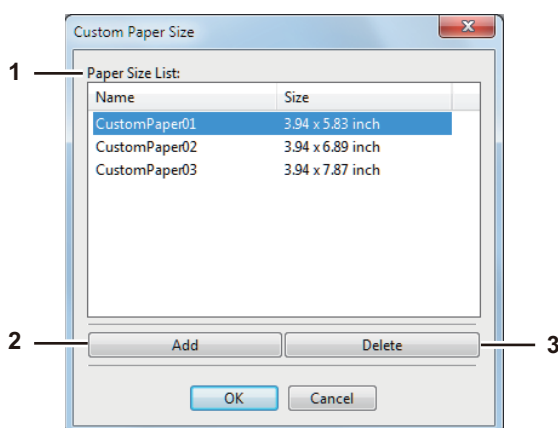 Custom Paper Size
1 Paper Size List:
Name Size
CustomPaper01 3.94 x 5.83 inch
CustomPaper02 3.94 x 6.89 inch
CustomPaper03 3.94 x 7.87 inch
2 Add Delete 3
OK Cancel